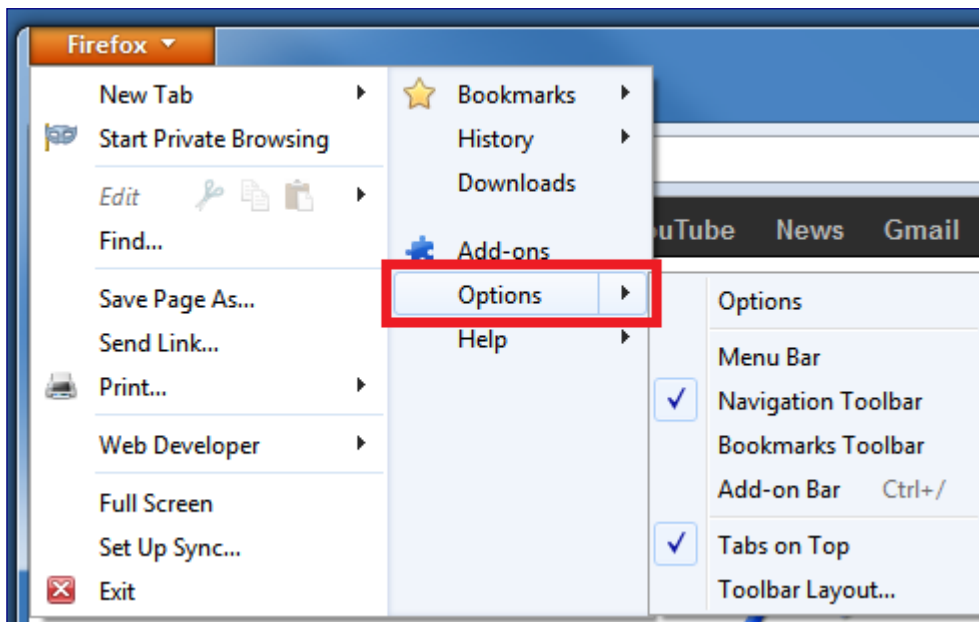 Firefox
New Tab
Start Private Browsing
Edit
Find...
Save Page As...
Send Link...
Print...
Web Developer
Full Screen
Set Up Sync...
Exit
Bookmarks
History
Downloads
Add-ons
Options
Help
News Gmail
Options
Menu Bar
Navigation Toolbar
Bookmarks Toolbar
Add-on Bar Ctrl+/
Tabs on Top
Toolbar Layout...